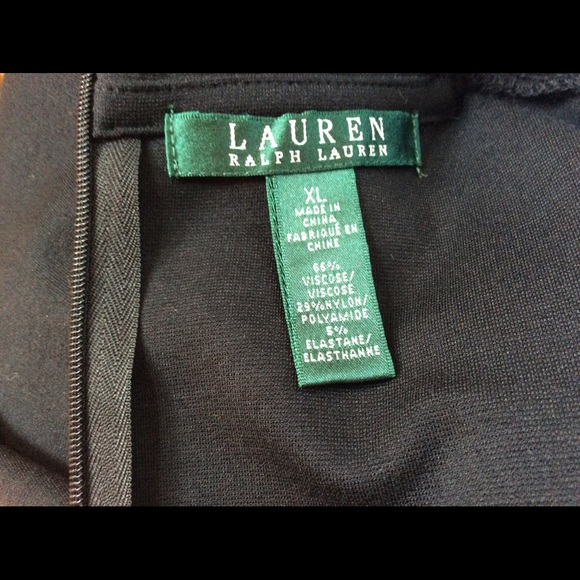 LAUREN
RALPH LAUREN
XL
MADE IN
CHINA
FABRIQUÉ EN
CHINE
66%
VISCOSE/
VISCOSE
29%NYLON/
POLYAMIDE
5%
ELASTANE/
ELASTHANNE